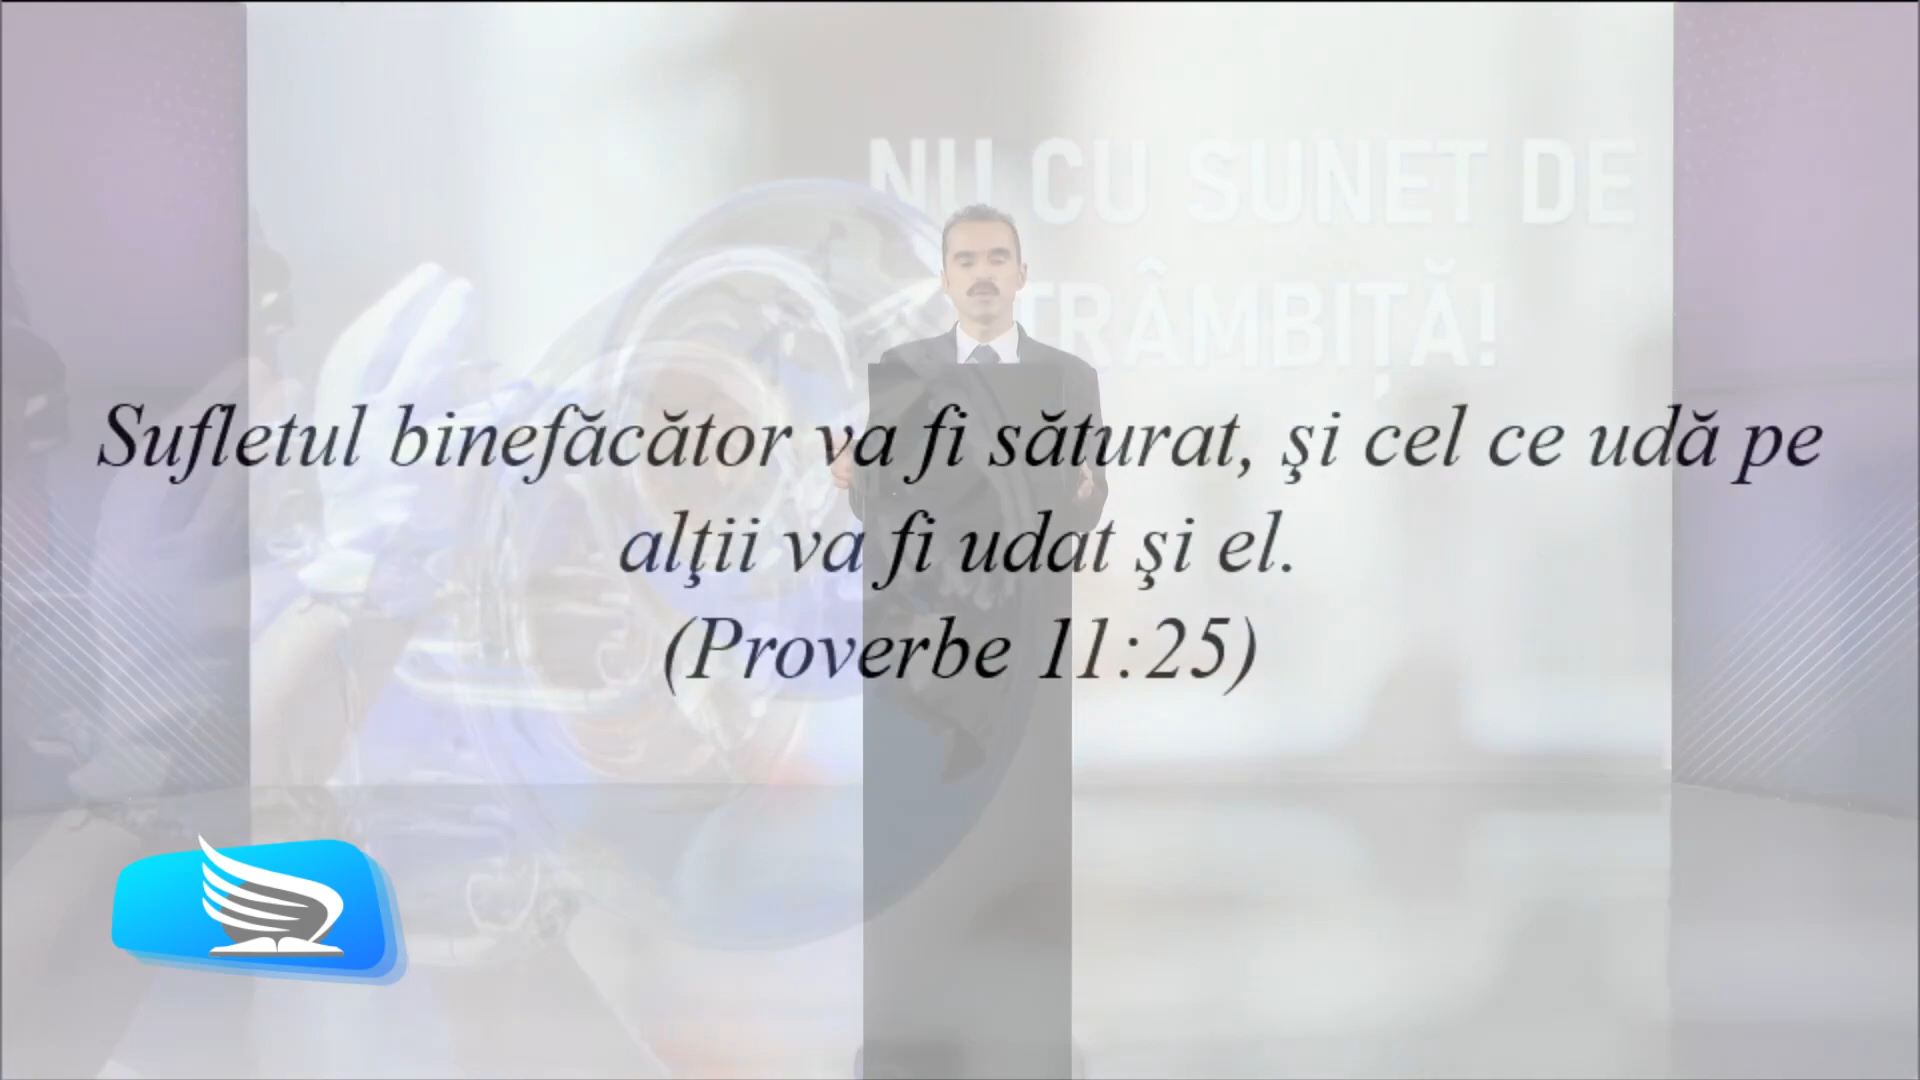 NU CU SUNET DE
TRÂMBIȚĂ!
Sufletul binefăcător va fi săturat, şi cel ce udă pe
alţii va fi udat şi el.
(Proverbe 11:25)